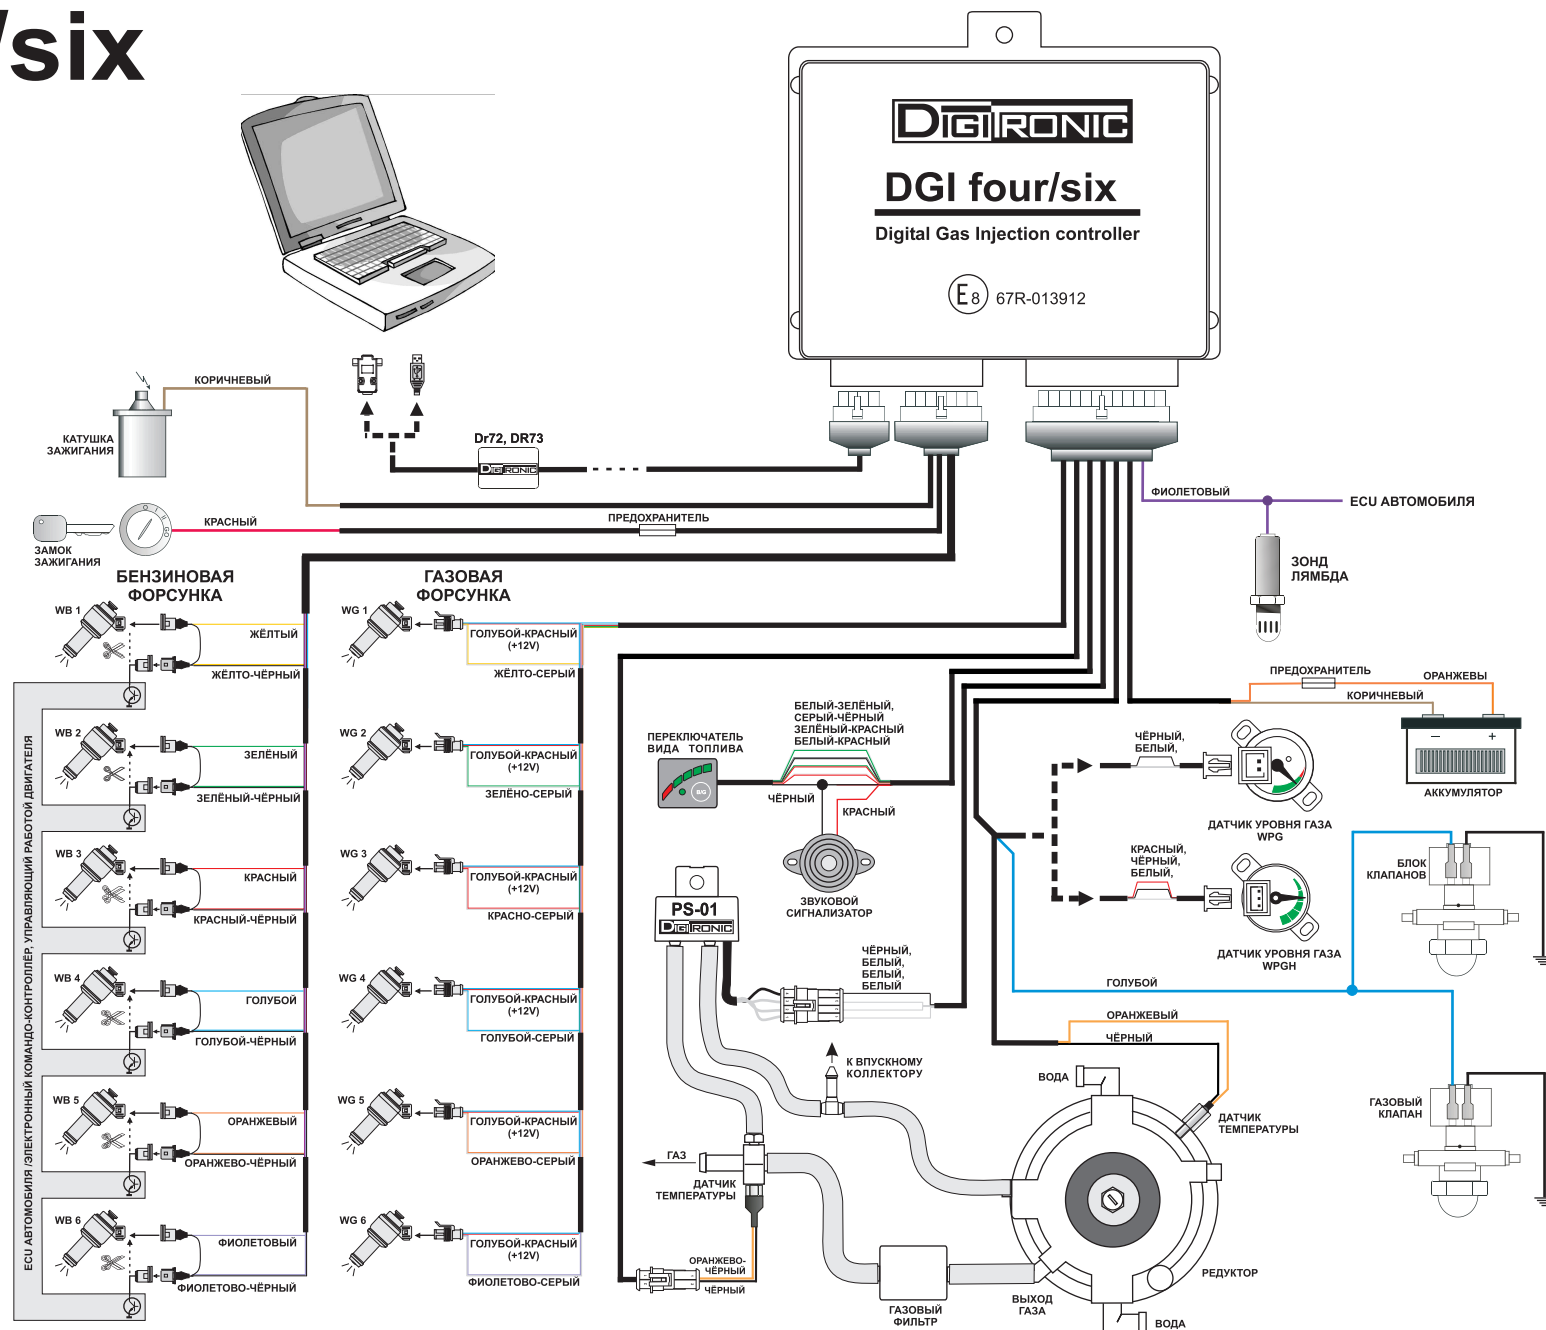 /six
DIGITRONIC
DGI four/six
Digital Gas Injection controller
E8 67R-013912
КОРИЧНЕВЫЙ
КАТУШКА
ЗАЖИГАНИЯ
Dr72, DR73
DIGITRONIC
ФИОЛЕТОВЫЙ
ECU АВТОМОБИЛЯ
КРАСНЫЙ
ПРЕДОХРАНИТЕЛЬ
ЗАМОК
ЗАЖИГАНИЯ
ЗОНД
ЛЯМБДА
БЕНЗИНОВАЯ
ФОРСУНКА
ГАЗОВАЯ
ФОРСУНКА
ECU АВТОМОБИЛЯ /ЭЛЕКТРОННЫЙ КОМАНДО-КОНТРОЛЛЁР, УПРАВЛЯЮЩИЙ РАБОТОЙ ДВИГАТЕЛЯ
WB 1
ЖЁЛТЫЙ
ЖЁЛТО-ЧЁРНЫЙ
WB 2
ЗЕЛЁНЫЙ
ЗЕЛЁНЫЙ-ЧЁРНЫЙ
WB 3
КРАСНЫЙ
КРАСНЫЙ-ЧЁРНЫЙ
WB 4
ГОЛУБОЙ
ГОЛУБОЙ-ЧЁРНЫЙ
WB 5
ОРАНЖЕВЫЙ
ОРАНЖЕВО-ЧЁРНЫЙ
WB 6
ФИОЛЕТОВЫЙ
ФИОЛЕТОВО-ЧЁРНЫЙ
WG 1
ГОЛУБОЙ-КРАСНЫЙ
(+12V)
ЖЁЛТО-СЕРЫЙ
WG 2
ГОЛУБОЙ-КРАСНЫЙ
(+12V)
ЗЕЛЁНО-СЕРЫЙ
WG 3
ГОЛУБОЙ-КРАСНЫЙ
(+12V)
КРАСНО-СЕРЫЙ
WG 4
ГОЛУБОЙ-КРАСНЫЙ
(+12V)
ГОЛУБОЙ-СЕРЫЙ
WG 5
ГОЛУБОЙ-КРАСНЫЙ
(+12V)
ОРАНЖЕВО-СЕРЫЙ
WG 6
ГОЛУБОЙ-КРАСНЫЙ
(+12V)
ФИОЛЕТОВО-СЕРЫЙ
ПЕРЕКЛЮЧАТЕЛЬ
ВИДА ТОПЛИВА
B/G
БЕЛЫЙ-ЗЕЛЁНЫЙ,
СЕРЫЙ-ЧЁРНЫЙ
ЗЕЛЁНЫЙ-КРАСНЫЙ
БЕЛЫЙ-КРАСНЫЙ
ЧЁРНЫЙ
КРАСНЫЙ
ЗВУКОВОЙ
СИГНАЛИЗАТОР
PS-01
DIGITRONIC
ЧЁРНЫЙ,
БЕЛЫЙ,
БЕЛЫЙ,
БЕЛЫЙ
К ВПУСКНОМУ
КОЛЛЕКТОРУ
ГАЗ
ДАТЧИК
ТЕМПЕРАТУРЫ
ОРАНЖЕВО-
ЧЁРНЫЙ
ЧЁРНЫЙ
ГАЗОВЫЙ
ФИЛЬТР
ПРЕДОХРАНИТЕЛЬ
ОРАНЖЕВЫ
КОРИЧНЕВЫЙ
− +
АККУМУЛЯТОР
ЧЁРНЫЙ,
БЕЛЫЙ,
ДАТЧИК УРОВНЯ ГАЗА
WPG
КРАСНЫЙ,
ЧЁРНЫЙ,
БЕЛЫЙ,
ДАТЧИК УРОВНЯ ГАЗА
WPGH
БЛОК
КЛАПАНОВ
ГОЛУБОЙ
ОРАНЖЕВЫЙ
ЧЁРНЫЙ
ВОДА
ДАТЧИК
ТЕМПЕРАТУРЫ
ГАЗОВЫЙ
КЛАПАН
РЕДУКТОР
ВЫХОД
ГАЗА
ВОДА